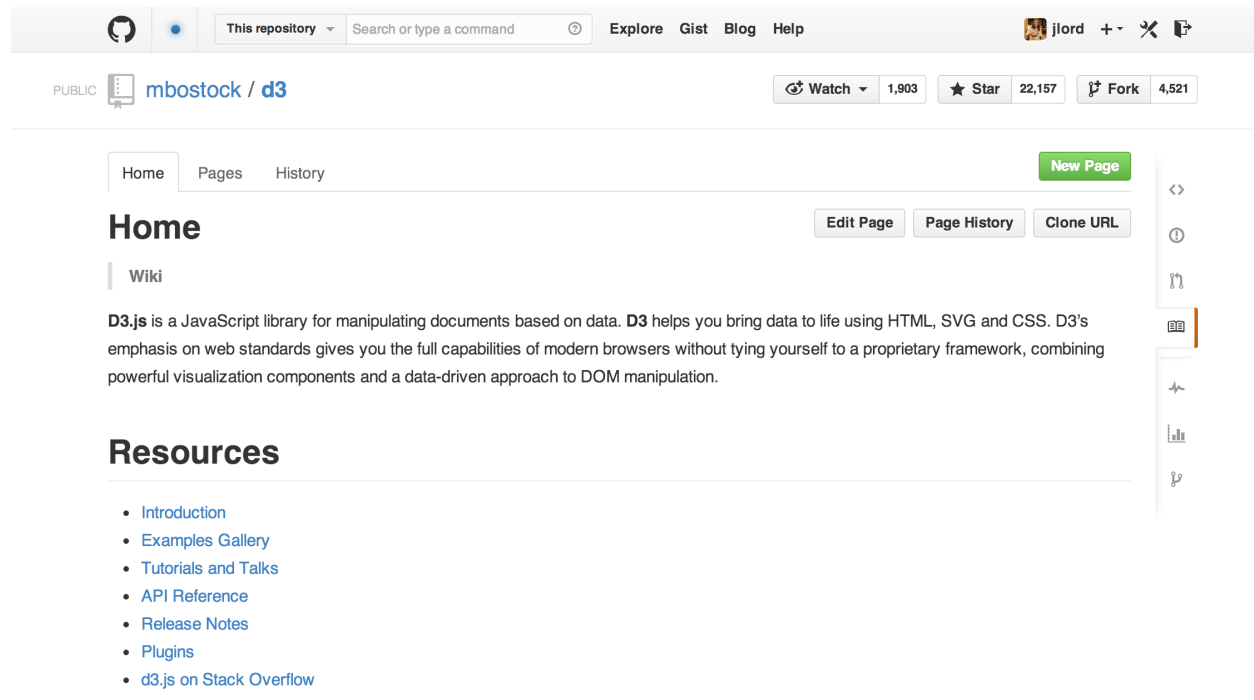 This repository Search or type a command Explore Gist Blog Help jlord
PUBLIC mbostock / d3 Watch 1,903 Star 22,157 Fork 4,521
Home Pages History New Page
Home Edit Page Page History Clone URL
Wiki
D3.js is a JavaScript library for manipulating documents based on data. D3 helps you bring data to life using HTML, SVG and CSS. D3’s
emphasis on web standards gives you the full capabilities of modern browsers without tying yourself to a proprietary framework, combining
powerful visualization components and a data-driven approach to DOM manipulation.
Resources
Introduction
Examples Gallery
Tutorials and Talks
API Reference
Release Notes
Plugins
d3.js on Stack Overflow